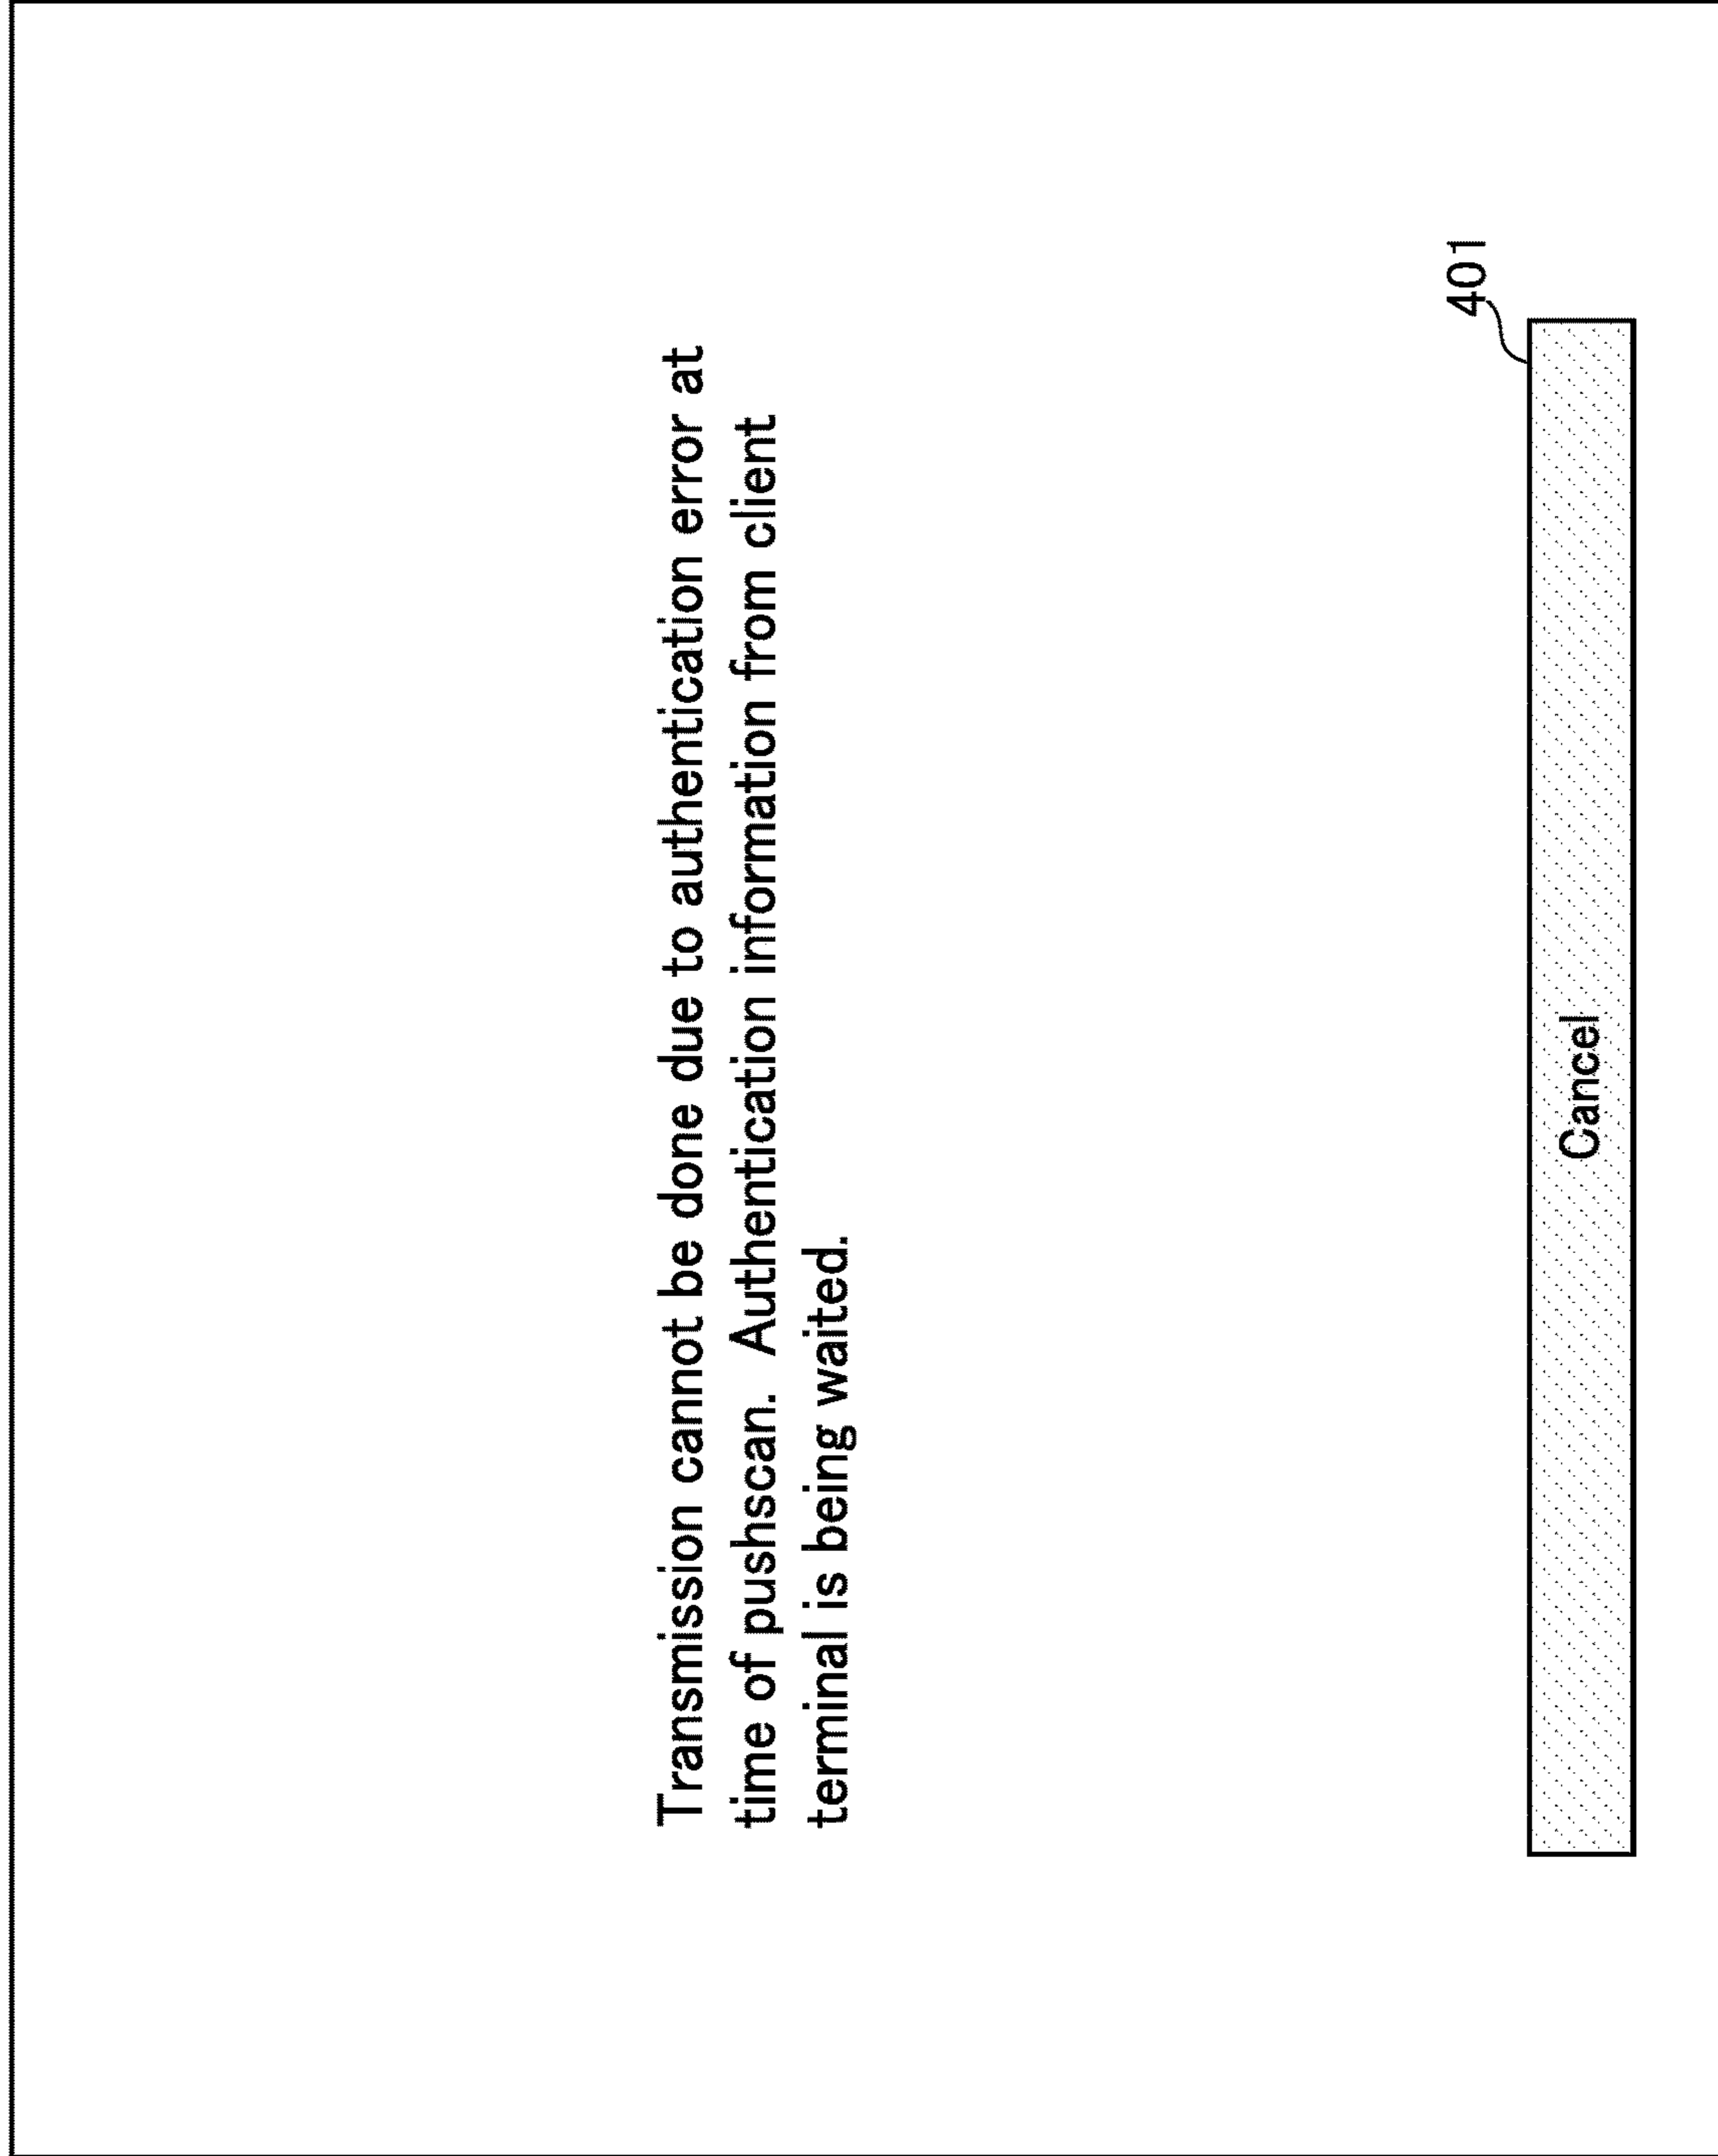 Transmission cannot be done due to authentication error at
time of pushscan. Authentication information from client
terminal is being waited.
401
Cancel